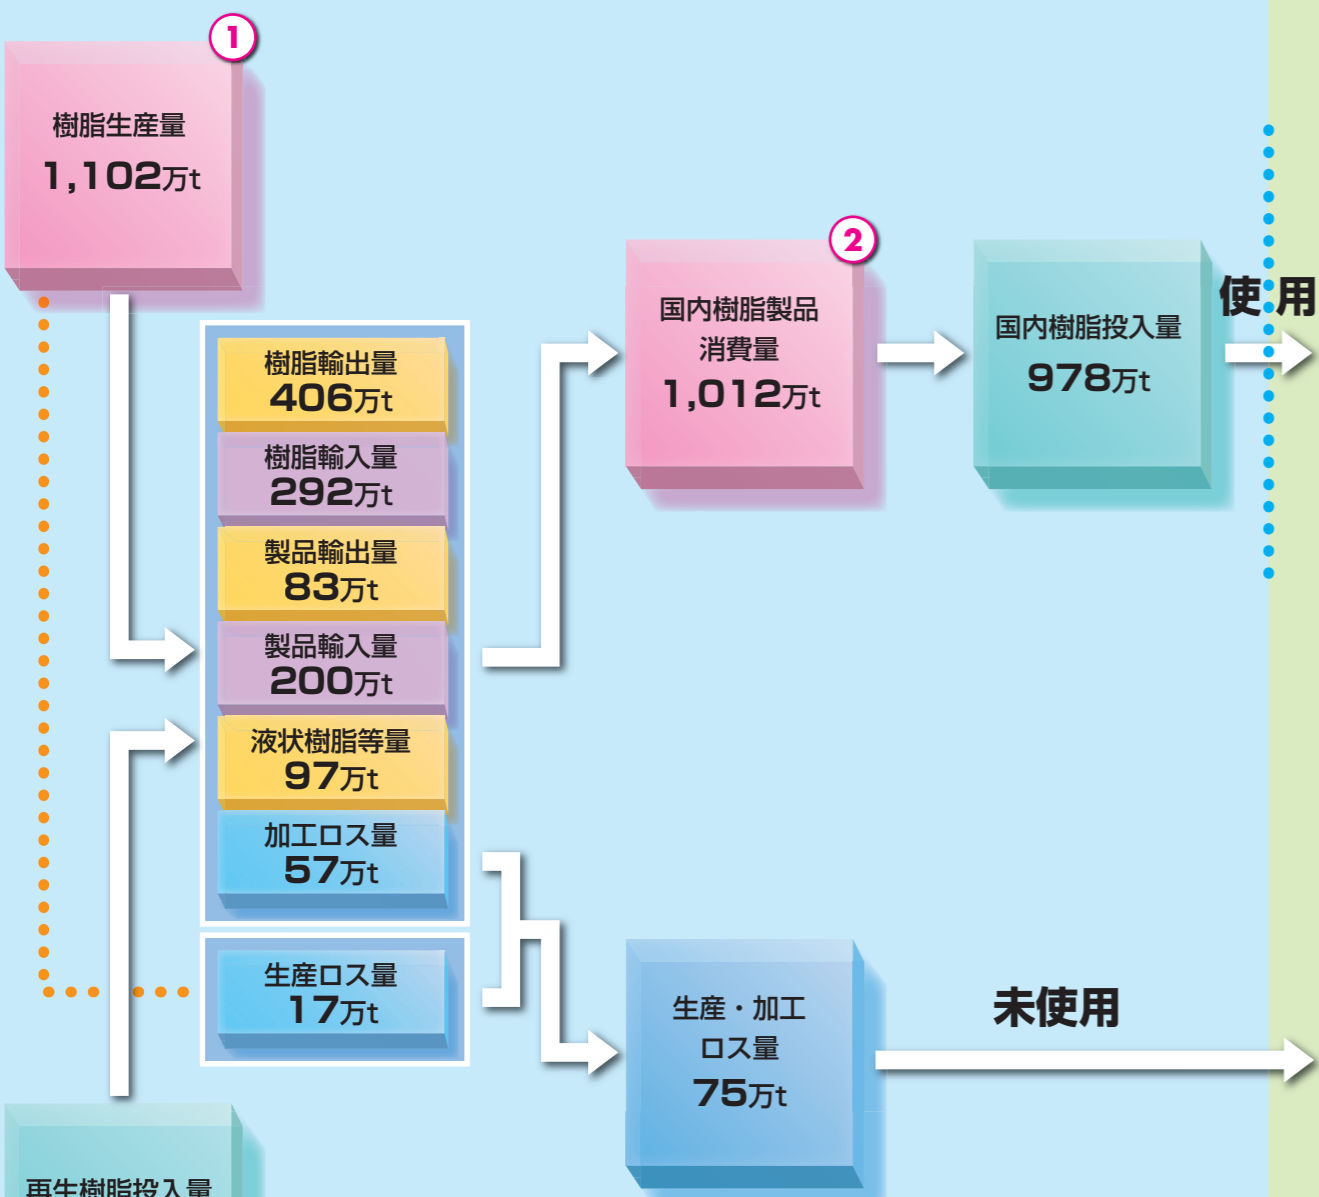 1
樹脂生産量
1,102万t
樹脂輸出量
406万t
樹脂輸入量
292万t
製品輸出量
83万t
製品輸入量
200万t
液状樹脂等量
97万t
加工ロス量
57万t
生産ロス量
17万t
2
国内樹脂製品
消費量
1,012万t
国内樹脂投入量
978万t
使用
生産・加工
ロス量
75万t
未使用
再生樹脂投入量